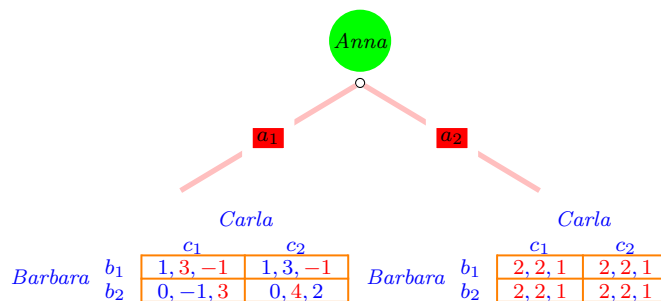 Anna
a₁ a₂
Carla Carla
c₁ c₂ c₁ c₂
Barbara b₁ 1, 3, −1 1, 3, −1 Barbara b₁ 2, 2, 1 2, 2, 1
b₂ 0, −1, 3 0, 4, 2 b₂ 2, 2, 1 2, 2, 1